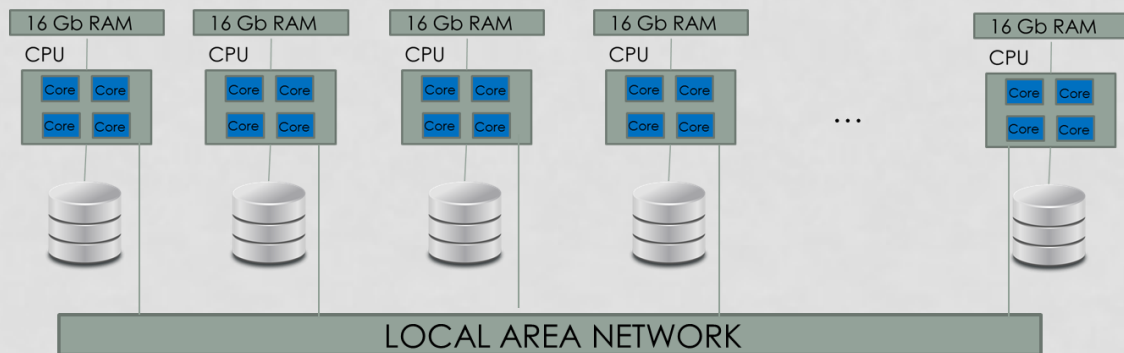 16 Gb RAM 16 Gb RAM 16 Gb RAM 16 Gb RAM 16 Gb RAM
CPU CPU CPU CPU CPU
Core Core Core Core Core Core Core Core Core Core
Core Core Core Core Core Core Core Core Core Core
...
LOCAL AREA NETWORK